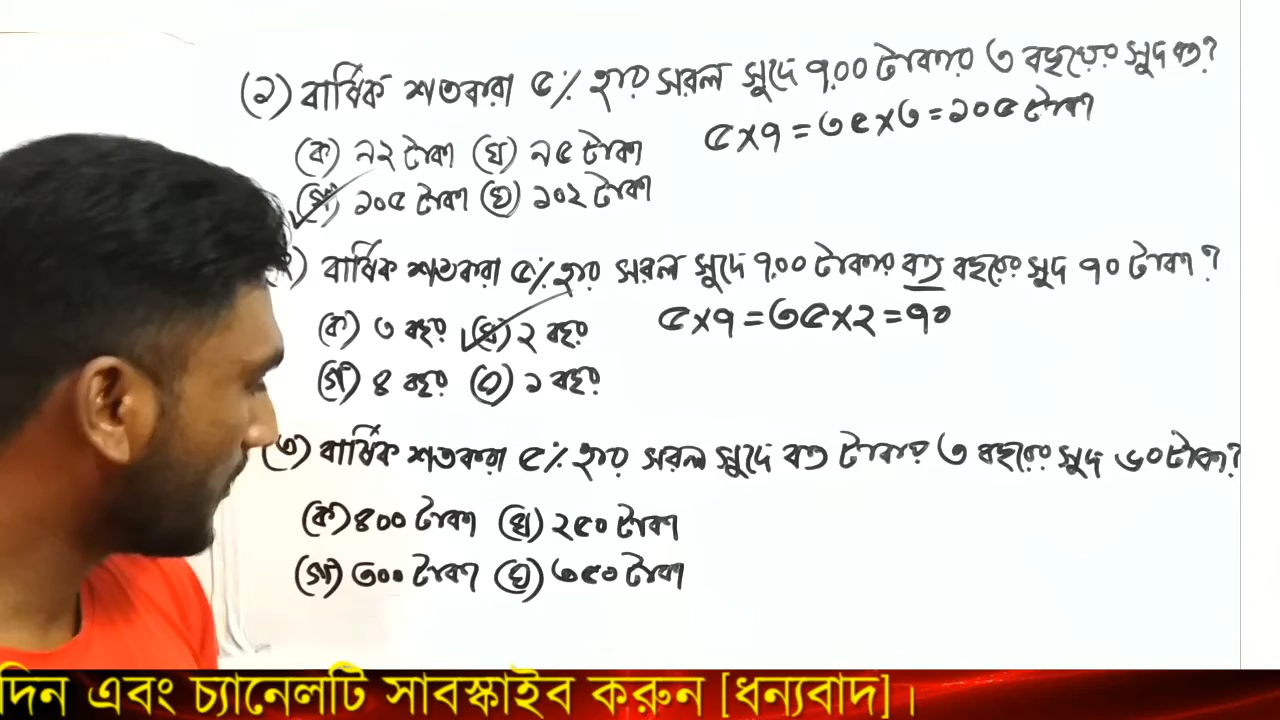 (১) বার্ষিক শতকরা ৫% হার সরল সুদে ৭০০ টাকার ৩ বছরের সুদ কত?
৫×৭=৩৫×৩=১০৫ টাকা
(ক) ৯২ টাকা (খ) ৯৫ টাকা
(গ) ১০৫ টাকা (ঘ) ১০২ টাকা
(২) বার্ষিক শতকরা ৫% হার সরল সুদে ৭০০ টাকার কত বছরের সুদ ৭০ টাকা?
৫×৭=৩৫×২=৭০
(ক) ৩ বছর (খ) ২ বছর
(গ) ৪ বছর (ঘ) ১ বছর
(৩) বার্ষিক শতকরা ৫% হার সরল সুদে কত টাকার ৩ বছরের সুদ ৬০ টাকা?
(ক) ৪০০ টাকা (খ) ২৫০ টাকা
(গ) ৩০০ টাকা (ঘ) ৩৫০ টাকা
দিন এবং চ্যানেলটি সাবস্কাইব করুন [ধন্যবাদ]।